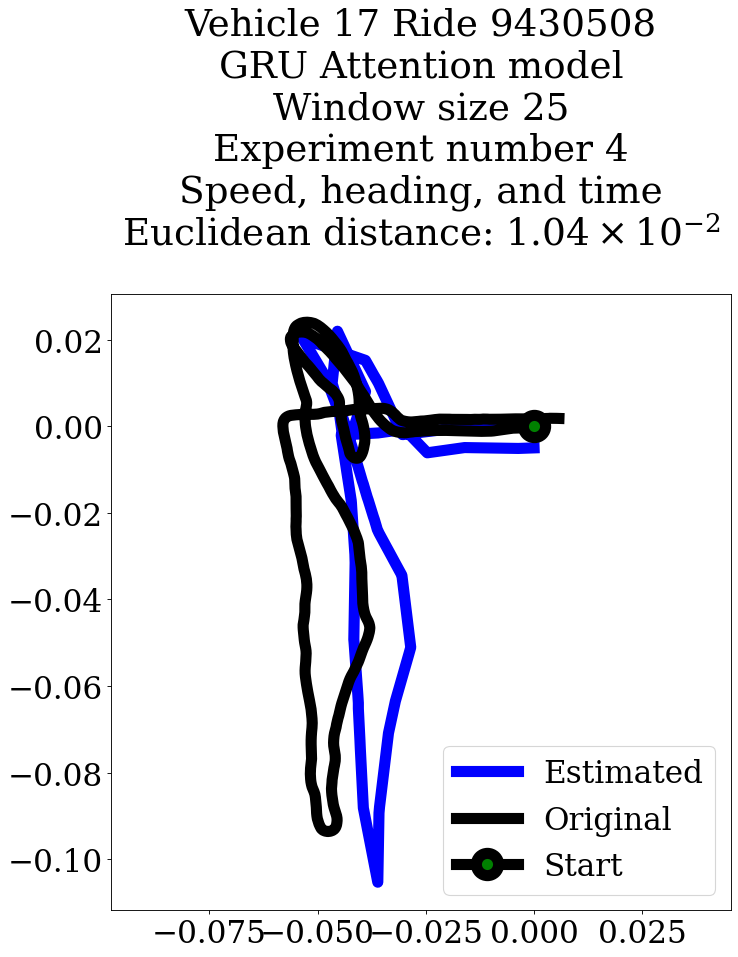 Vehicle 17 Ride 9430508
GRU Attention model
Window size 25
Experiment number 4
Speed, heading, and time
Euclidean distance: 1.04 × 10⁻²
0.02
0.00
−0.02
−0.04
−0.06
−0.08
−0.10
Estimated
Original
Start
−0.075 −0.050 −0.025 0.000 0.025